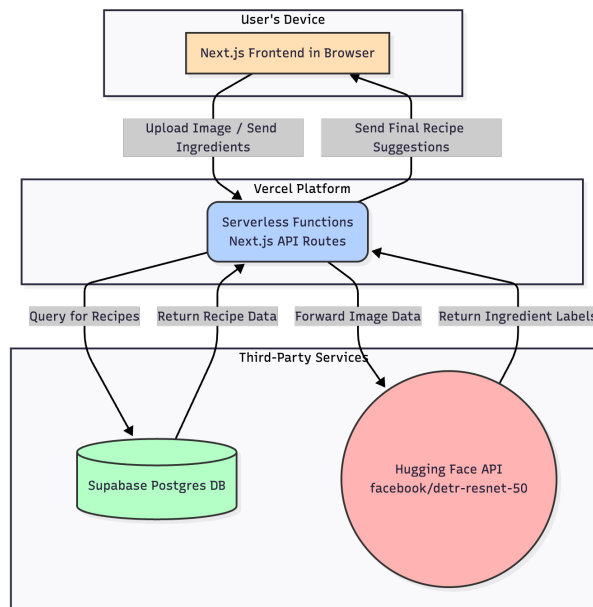 User's Device
Next.js Frontend in Browser
Upload Image / Send
Ingredients
Send Final Recipe
Suggestions
Vercel Platform
Serverless Functions
Next.js API Routes
Query for Recipes
Return Recipe Data
Forward Image Data
Return Ingredient Labels
Third-Party Services
Supabase Postgres DB
Hugging Face API
facebook/detr-resnet-50